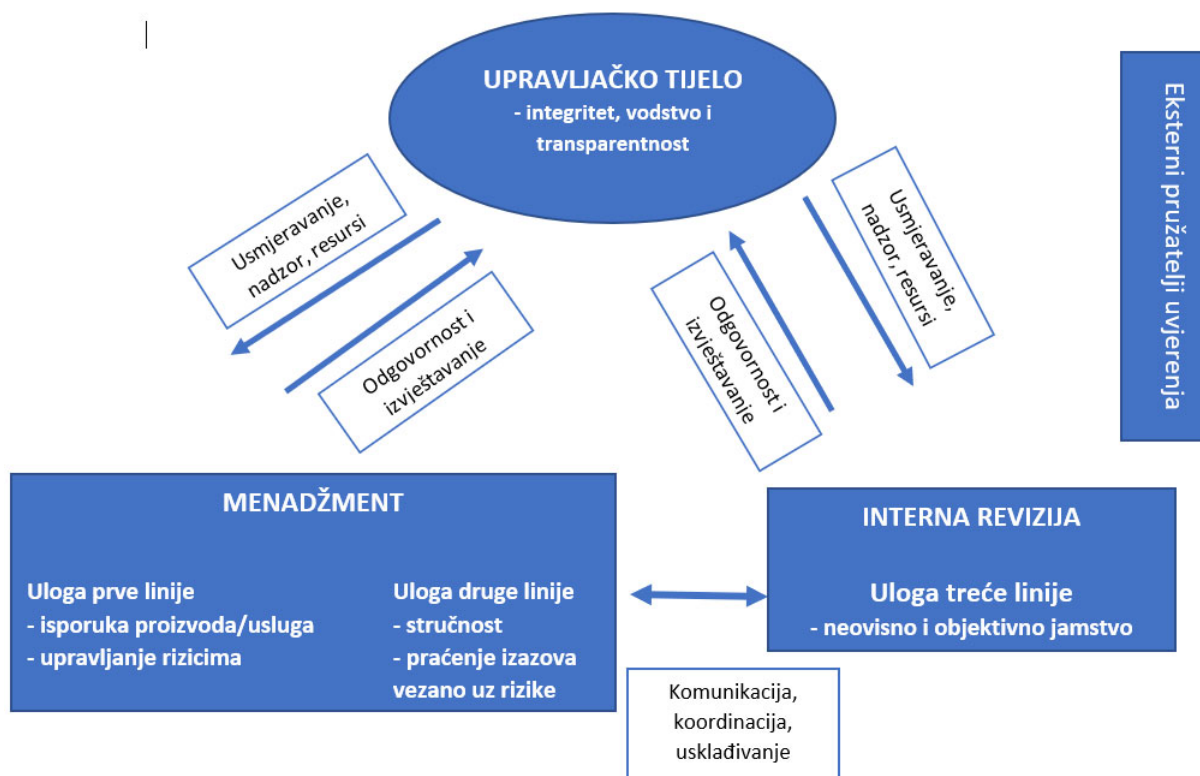 UPRAVLJAČKO TIJELO
- integritet, vodstvo i
transparentnost
Eksterni pružatelji uvjerenja
Usmjeravanje,
nadzor, resursi
Odgovornost i
izvještavanje
Odgovornost i
izvještavanje
Usmjeravanje,
nadzor, resursi
MENADŽMENT
Uloga prve linije
- isporuka proizvoda/usluga
- upravljanje rizicima
Uloga druge linije
- stručnost
- praćenje izazova
vezano uz rizike
INTERNA REVIZIJA
Uloga treće linije
- neovisno i objektivno jamstvo
Komunikacija,
koordinacija,
usklađivanje